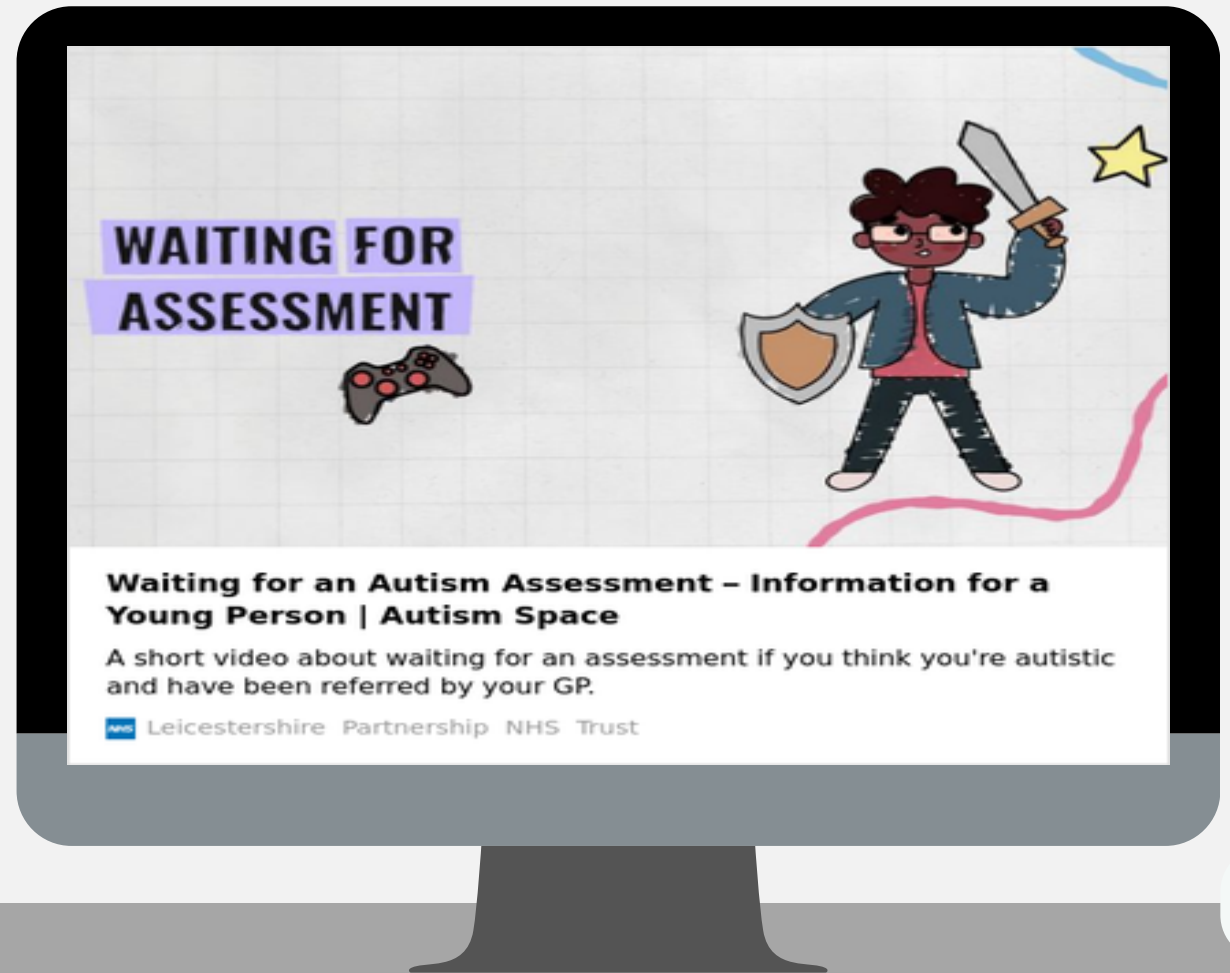 WAITING FOR
ASSESSMENT
Waiting for an Autism Assessment – Information for a
Young Person | Autism Space
A short video about waiting for an assessment if you think you're autistic
and have been referred by your GP.
NHS Leicestershire Partnership NHS Trust